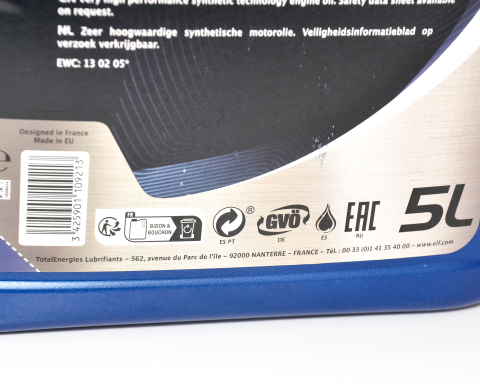 very high performance synthetic technology engine oil. Safety data sheet available
on request.
NL Zeer hoogwaardige synthetische motorolie. Veiligheidsinformatieblad op
verzoek verkrijgbaar.
EWC: 13 02 05*
Designed in France
Made in EU
e
3 425901 109213
BIDON &
BOUCHON
®
ES PT
GVÖ
DE
ES
EAC
RU
5L
TotalEnergies Lubrifiants – 562, avenue du Parc de l'île – 92000 NANTERRE – FRANCE – Tél.: 00 33 (0)1 41 35 40 00 – www.elf.com